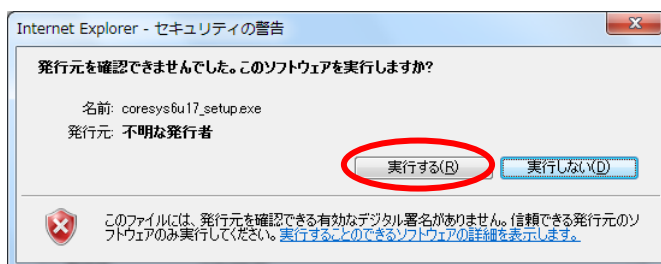 Internet Explorer - セキュリティの警告
発行元を確認できませんでした。このソフトウェアを実行しますか?
名前: coresys6u17_setup.exe
発行元: 不明な発行者
実行する(R) 実行しない(D)
このファイルには、発行元を確認できる有効なデジタル署名がありません。信頼できる発行元のソ
フトウェアのみ実行してください。実行することのできるソフトウェアの詳細を表示します。